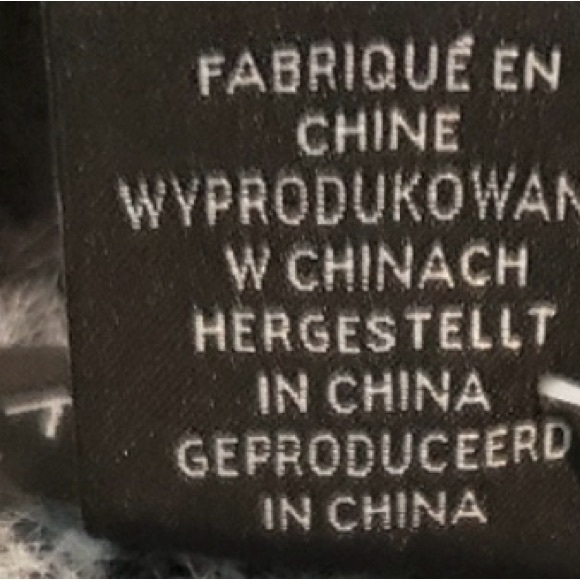 FABRIQUÉ EN
CHINE
WYPRODUKOWAN
W CHINACH
HERGESTELLT
IN CHINA
GEPRODUCEERD
IN CHINA